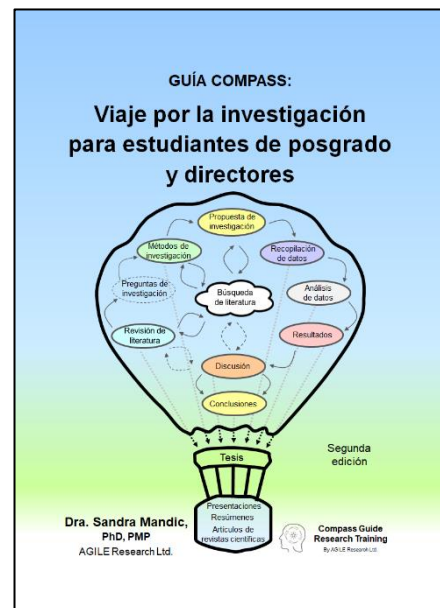 GUÍA COMPASS:
Viaje por la investigación
para estudiantes de posgrado
y directores
Propuesta de
investigación
Métodos de
investigación
Recopilación
de datos
Preguntas de
investigación
Búsqueda
de literatura
Análisis
de datos
Revisión de
literatura
Resultados
Discusión
Conclusiones
Tesis
Segunda
edición
Presentaciones
Resúmenes
Artículos de
revistas científicas
Dra. Sandra Mandic,
PhD, PMP
AGILE Research Ltd.
Compass Guide
Research Training
By AGILE Research Ltd.